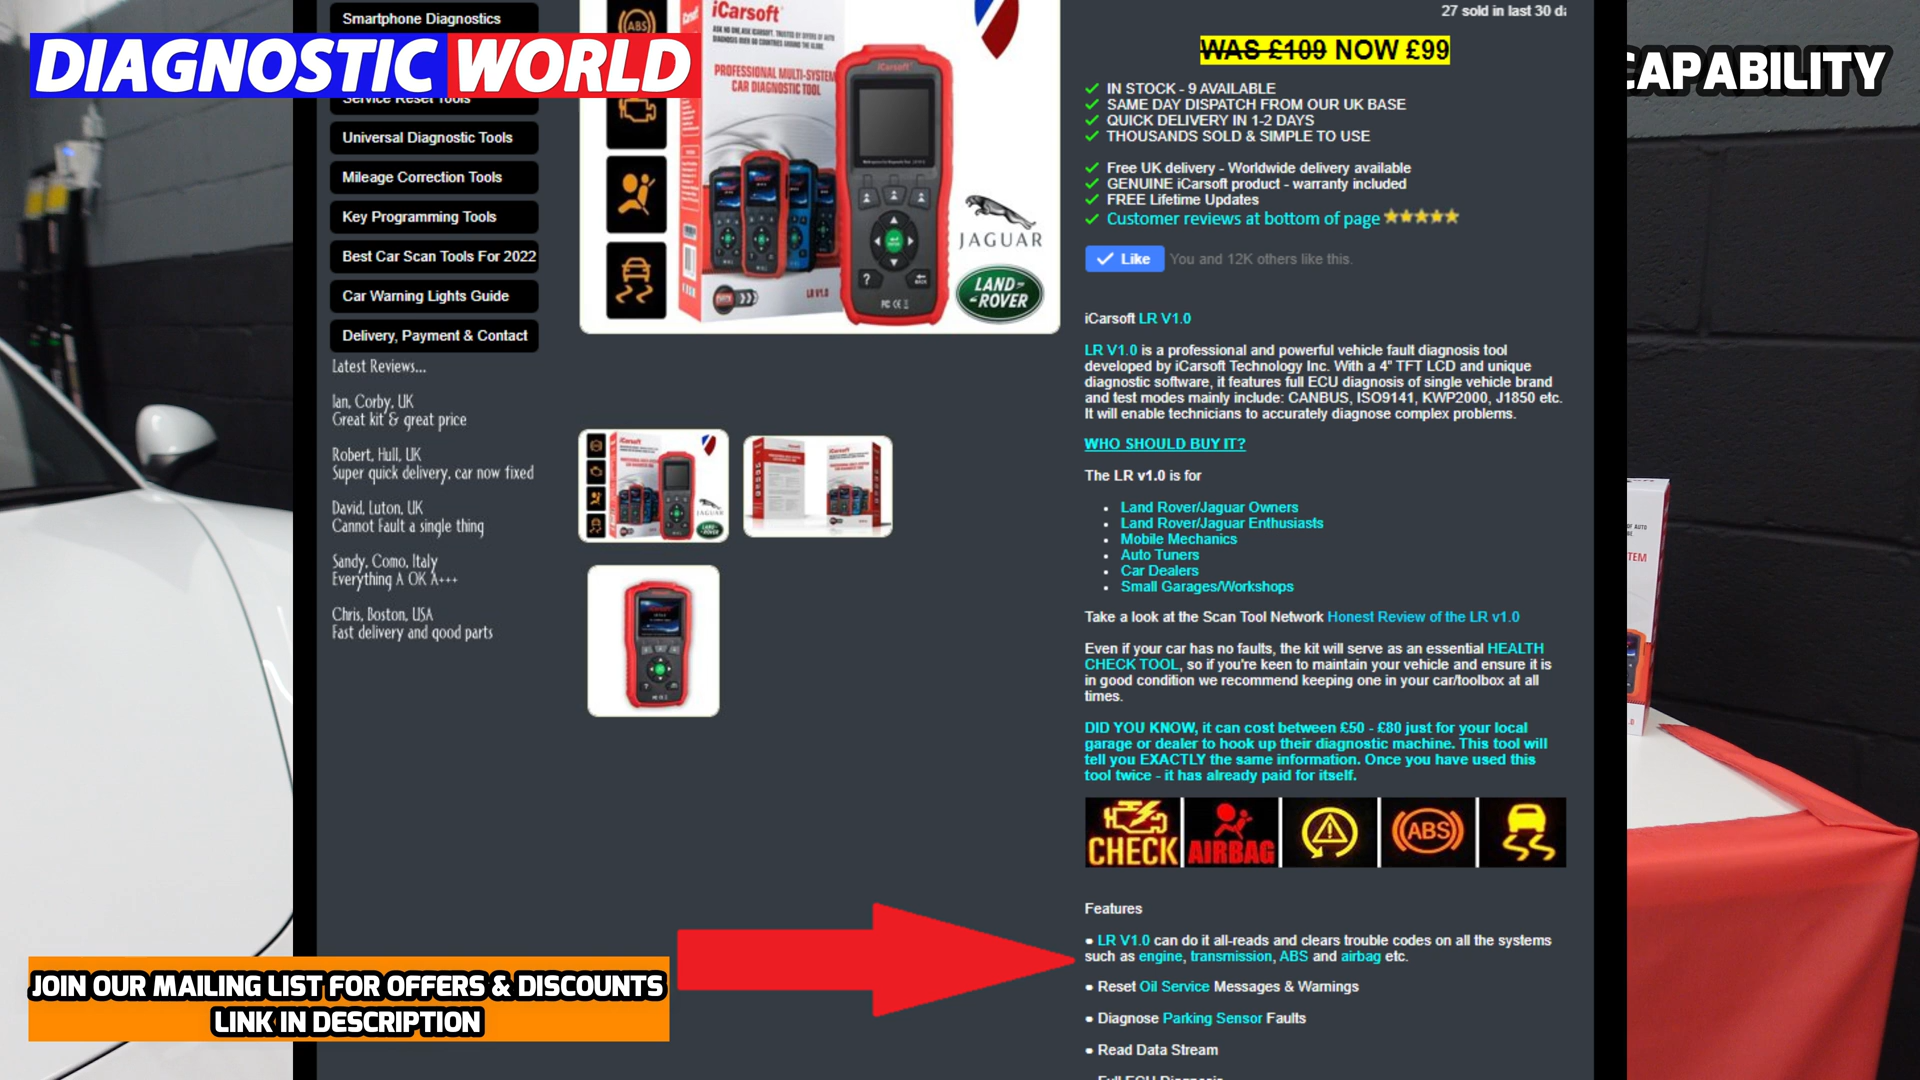 DIAGNOSTIC WORLD
CAPABILITY
Smartphone Diagnostics
Service Reset Tools
Universal Diagnostic Tools
Mileage Correction Tools
Key Programming Tools
Best Car Scan Tools For 2022
Car Warning Lights Guide
Delivery, Payment & Contact
Latest Reviews...
Ian, Corby, UK
Great kit & great price
Robert, Hull, UK
Super quick delivery, car now fixed
David, Luton, UK
Cannot Fault a single thing
Sandy, Como, Italy
Everything A OK A+++
Chris, Boston, USA
Fast delivery and good parts
ABS
iCarsoft
PROFESSIONAL MULTI-SYSTEM
CAR DIAGNOSTIC TOOL
LR V1.0
JAGUAR
LAND-
-ROVER
27 sold in last 30 da
WAS £109 NOW £99
IN STOCK - 9 AVAILABLE
SAME DAY DISPATCH FROM OUR UK BASE
QUICK DELIVERY IN 1-2 DAYS
THOUSANDS SOLD & SIMPLE TO USE
Free UK delivery - Worldwide delivery available
GENUINE iCarsoft product - warranty included
FREE Lifetime Updates
Customer reviews at bottom of page
Like You and 12K others like this.
iCarsoft LR V1.0
LR V1.0 is a professional and powerful vehicle fault diagnosis tool
developed by iCarsoft Technology Inc. With a 4" TFT LCD and unique
diagnostic software, it features full ECU diagnosis of single vehicle brand
and test modes mainly include: CANBUS, ISO9141, KWP2000, J1850 etc.
It will enable technicians to accurately diagnose complex problems.
WHO SHOULD BUY IT?
The LR v1.0 is for
• Land Rover/Jaguar Owners
• Land Rover/Jaguar Enthusiasts
• Mobile Mechanics
• Auto Tuners
• Car Dealers
• Small Garages/Workshops
Take a look at the Scan Tool Network Honest Review of the LR v1.0
Even if your car has no faults, the kit will serve as an essential HEALTH
CHECK TOOL, so if you're keen to maintain your vehicle and ensure it is
in good condition we recommend keeping one in your car/toolbox at all
times.
DID YOU KNOW, it can cost between £50 - £80 just for your local
garage or dealer to hook up their diagnostic machine. This tool will
tell you EXACTLY the same information. Once you have used this
tool twice - it has already paid for itself.
CHECK
AIRBAG
ABS
Features
• LR V1.0 can do it all-reads and clears trouble codes on all the systems
such as engine, transmission, ABS and airbag etc.
• Reset Oil Service Messages & Warnings
• Diagnose Parking Sensor Faults
• Read Data Stream
JOIN OUR MAILING LIST FOR OFFERS & DISCOUNTS
LINK IN DESCRIPTION